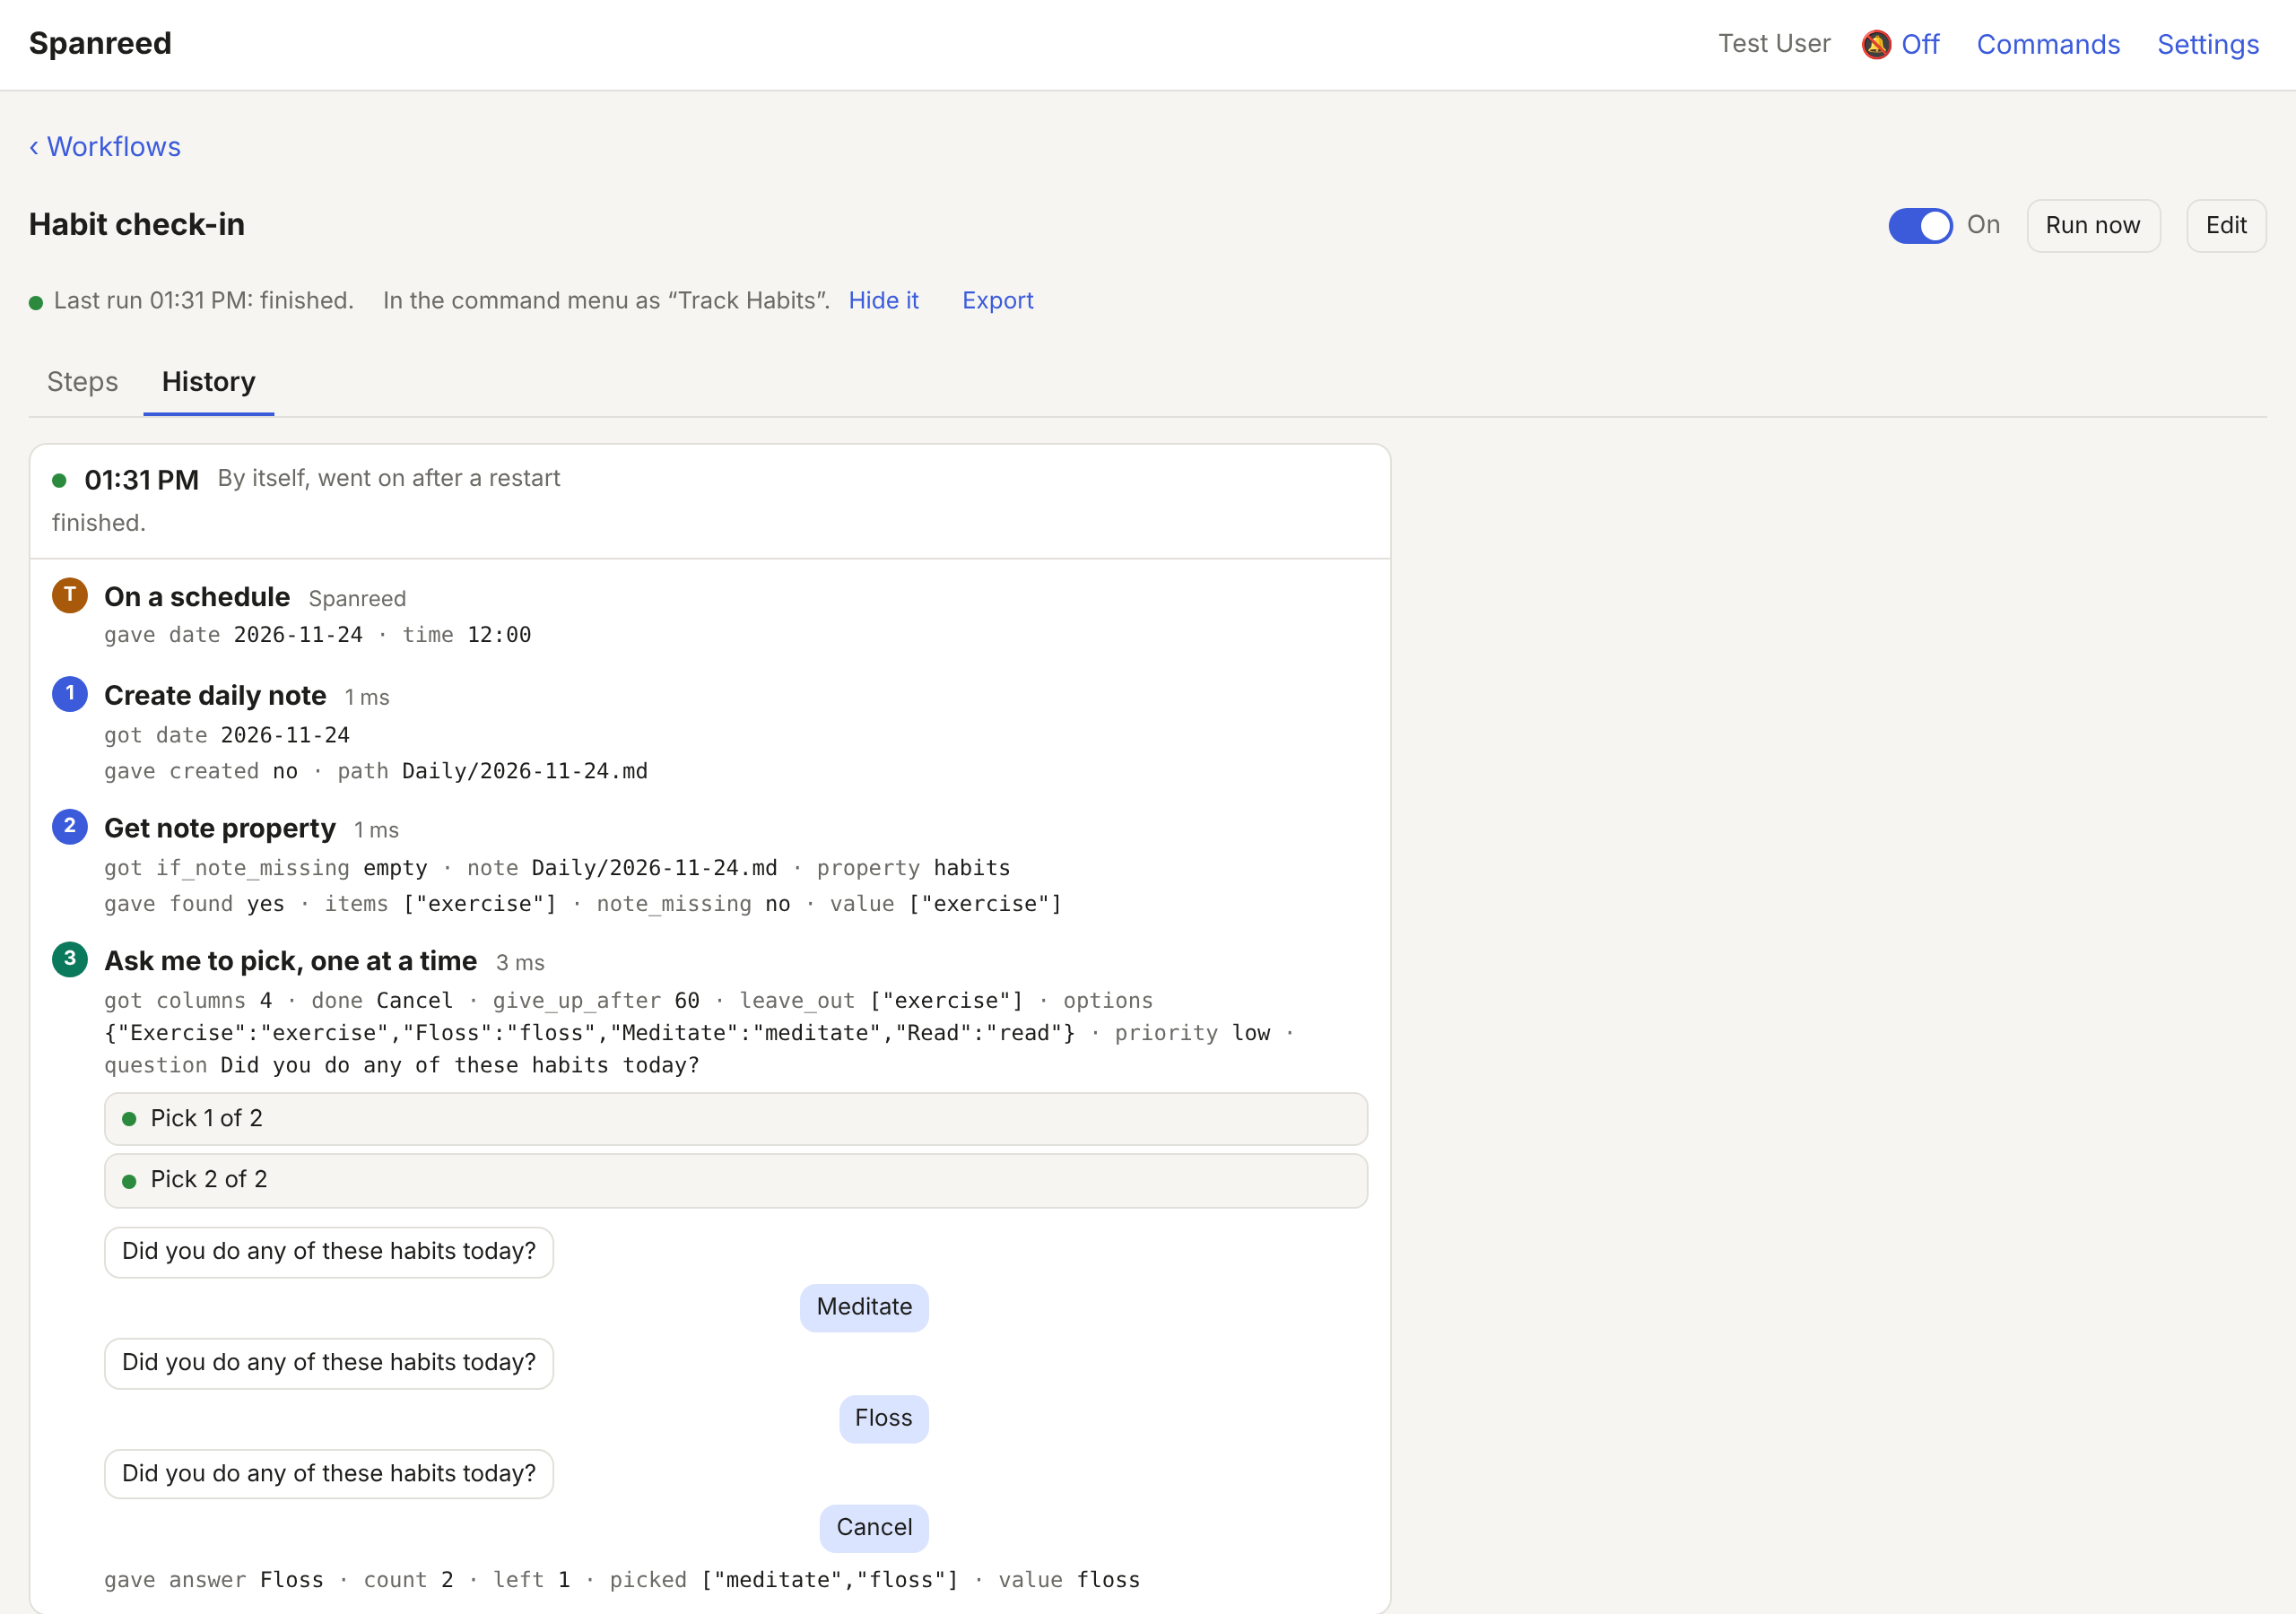 Spanreed
Test User 🔕 Off Commands Settings
‹ Workflows
Habit check-in
On Run now Edit
Last run 01:31 PM: finished. In the command menu as “Track Habits”. Hide it Export
Steps History
01:31 PM By itself, went on after a restart
finished.
T On a schedule Spanreed
gave date 2026-11-24 · time 12:00
1 Create daily note 1 ms
got date 2026-11-24
gave created no · path Daily/2026-11-24.md
2 Get note property 1 ms
got if_note_missing empty · note Daily/2026-11-24.md · property habits
gave found yes · items ["exercise"] · note_missing no · value ["exercise"]
3 Ask me to pick, one at a time 3 ms
got columns 4 · done Cancel · give_up_after 60 · leave_out ["exercise"] · options
{"Exercise":"exercise","Floss":"floss","Meditate":"meditate","Read":"read"} · priority low ·
question Did you do any of these habits today?
Pick 1 of 2
Pick 2 of 2
Did you do any of these habits today?
Meditate
Did you do any of these habits today?
Floss
Did you do any of these habits today?
Cancel
gave answer Floss · count 2 · left 1 · picked ["meditate","floss"] · value floss